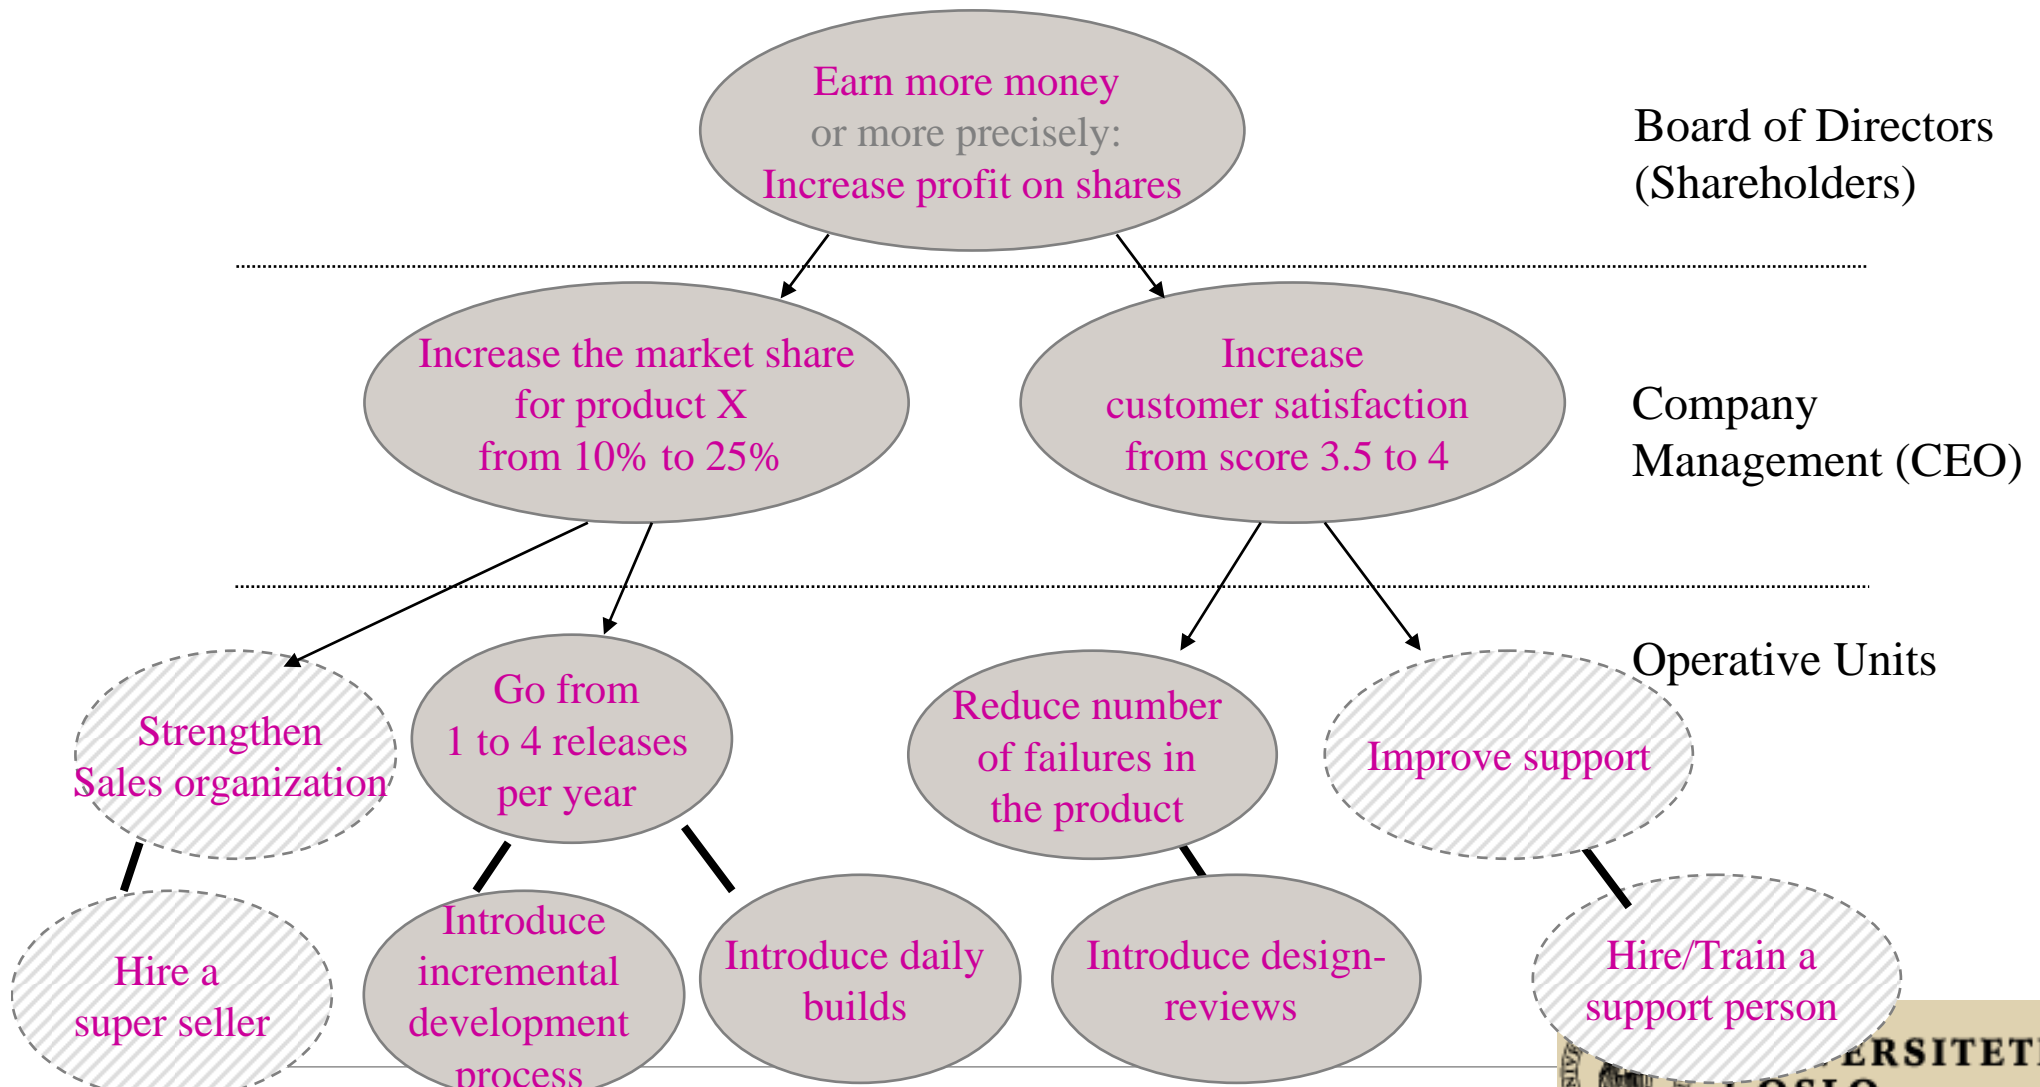 Earn more money
or more precisely:
Increase profit on shares
Board of Directors
(Shareholders)
Increase the market share
for product X
from 10% to 25%
Increase
customer satisfaction
from score 3.5 to 4
Company
Management (CEO)
Operative Units
Strengthen
Sales organization
Go from
1 to 4 releases
per year
Reduce number
of failures in
the product
Improve support
Hire a
super seller
Introduce
incremental
development
process
Introduce daily
builds
Introduce design-
reviews
Hire/Train a
support person